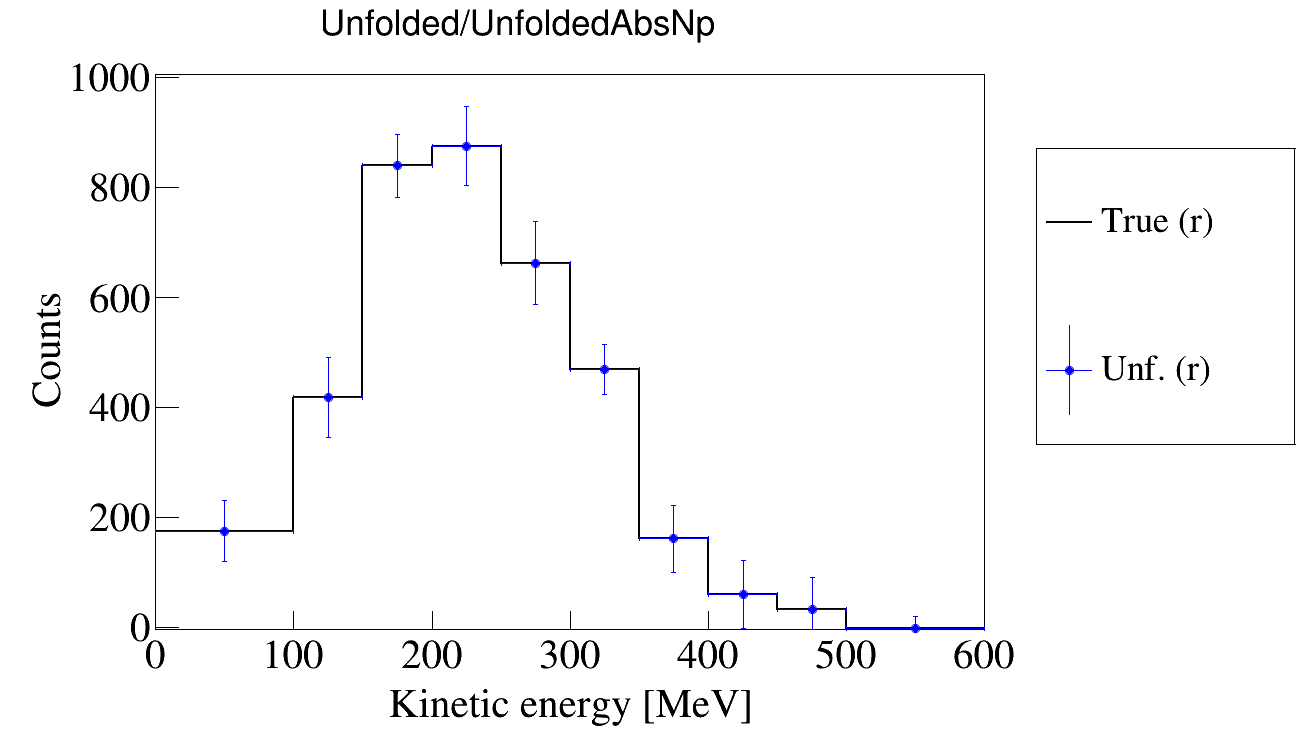 Unfolded/UnfoldedAbsNp
1000
800
600
400
200
0
Counts
0 100 200 300 400 500 600
Kinetic energy [MeV]
True (r)
Unf. (r)